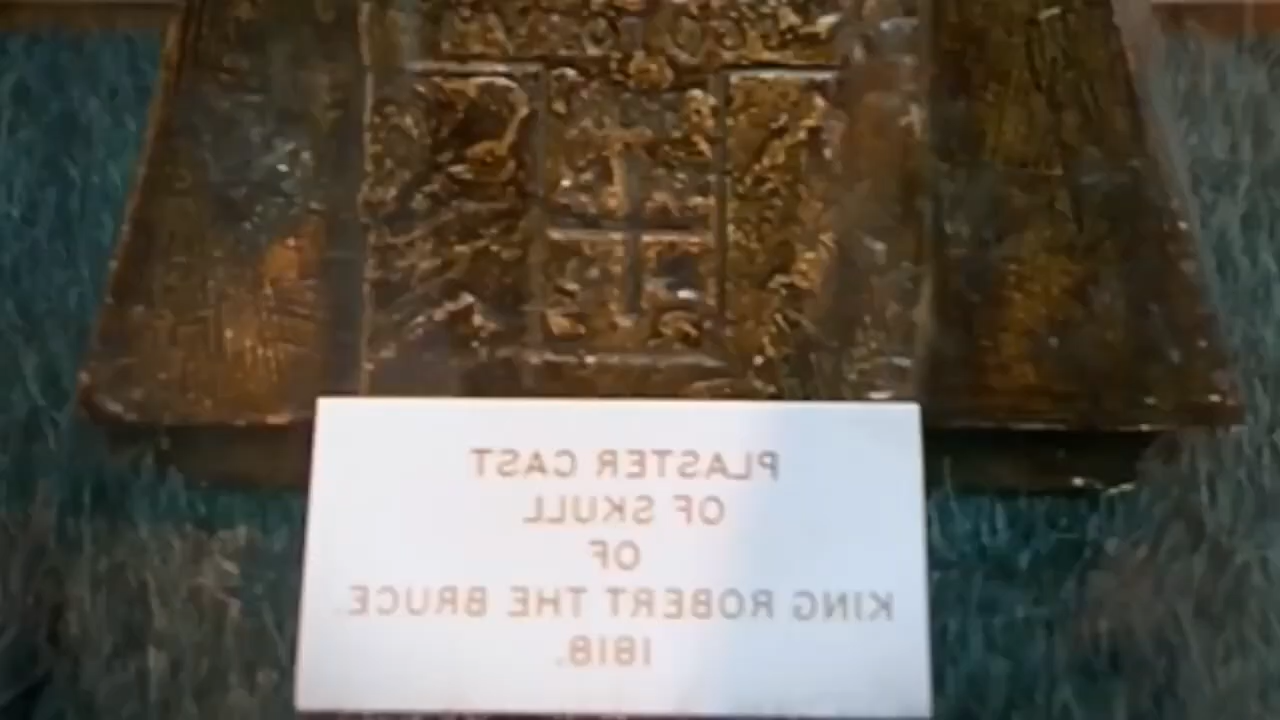 PLASTER CAST
OF SKULL
OF
KING ROBERT THE BRUCE
1818.